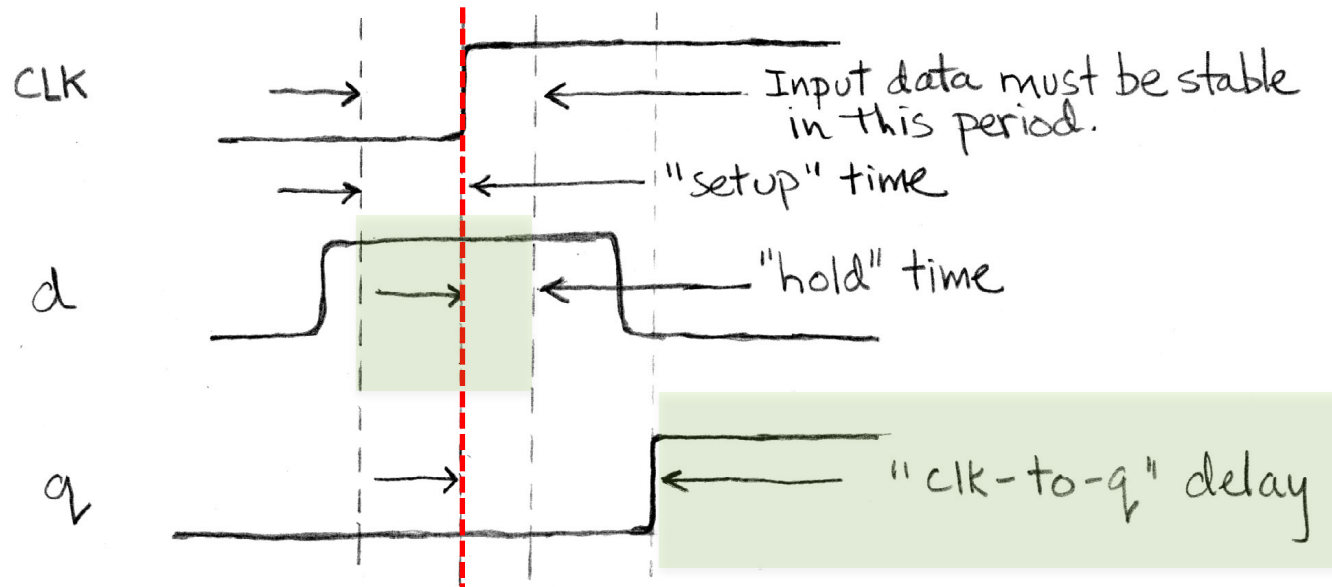 CLK
Input data must be stable
in this period.
"setup" time
d
"hold" time
q
"clk-to-q" delay